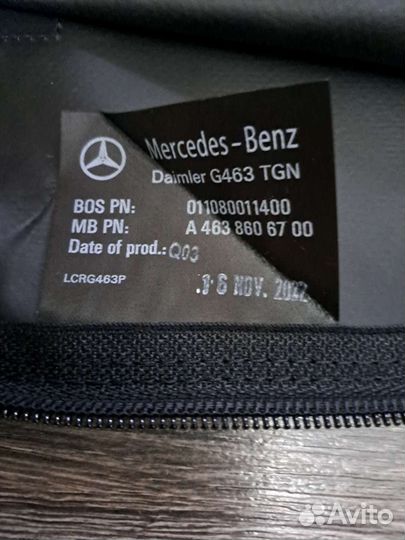 Mercedes-Benz
Daimler G463 TGN
BOS PN: 011080011400
MB PN: A 463 860 67 00
Date of prod.: Q03
LCRG463P .16 NOV. 2022
Avito